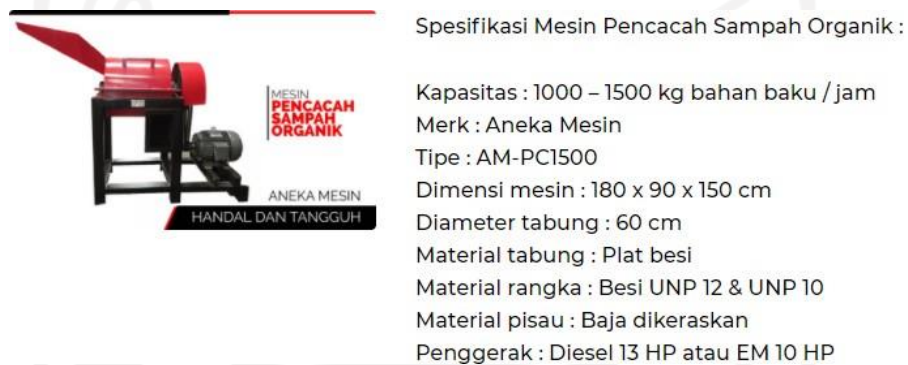 MESIN
PENCACAH
SAMPAH
ORGANIK
ANEKA MESIN
HANDAL DAN TANGGUH
Spesifikasi Mesin Pencacah Sampah Organik :
Kapasitas : 1000 – 1500 kg bahan baku / jam
Merk : Aneka Mesin
Tipe : AM-PC1500
Dimensi mesin : 180 x 90 x 150 cm
Diameter tabung : 60 cm
Material tabung : Plat besi
Material rangka : Besi UNP 12 & UNP 10
Material pisau : Baja dikeraskan
Penggerak : Diesel 13 HP atau EM 10 HP